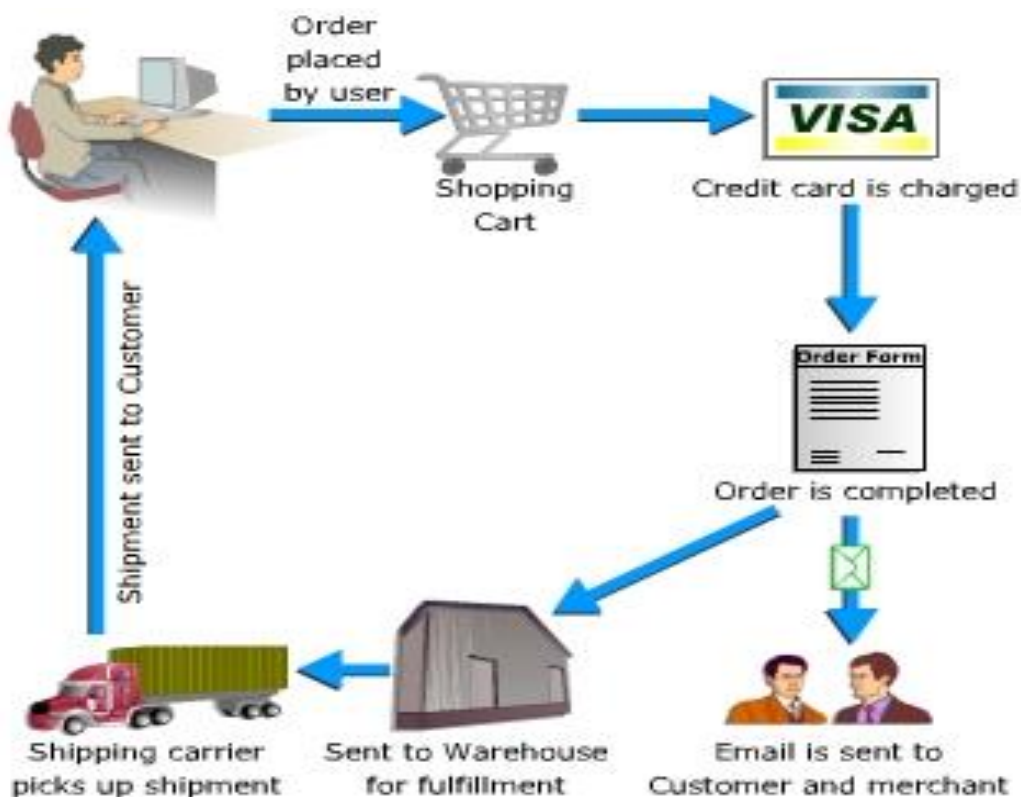 Order
placed
by user
VISA
Shopping
Cart
Credit card is charged
Order Form
Order is completed
Shipment sent to Customer
Shipping carrier
picks up shipment
Sent to Warehouse
for fulfillment
Email is sent to
Customer and merchant